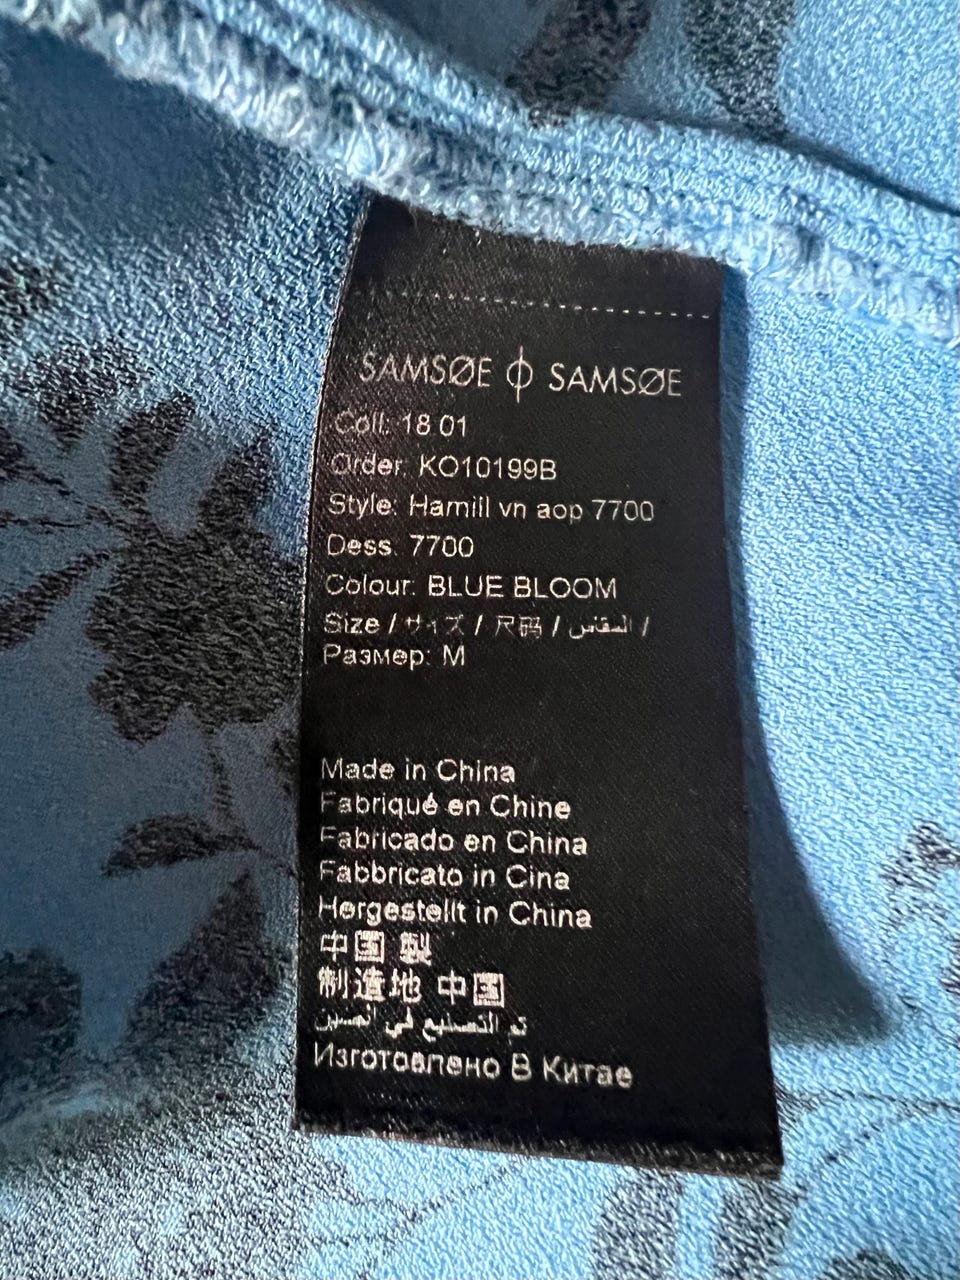 SAMSØE ϕ SAMSØE
Coll: 18 01
Order: KO10199B
Style: Hamill vn aop 7700
Dess: 7700
Colour: BLUE BLOOM
Size / サイズ / 尺码 / المقاس /
Размер: M
Made in China
Fabriqué en Chine
Fabricado en China
Fabbricato in Cina
Hergestellt in China
中国 製
制造地 中国
تم التصنيع في الصين
Изготовлено В Китае